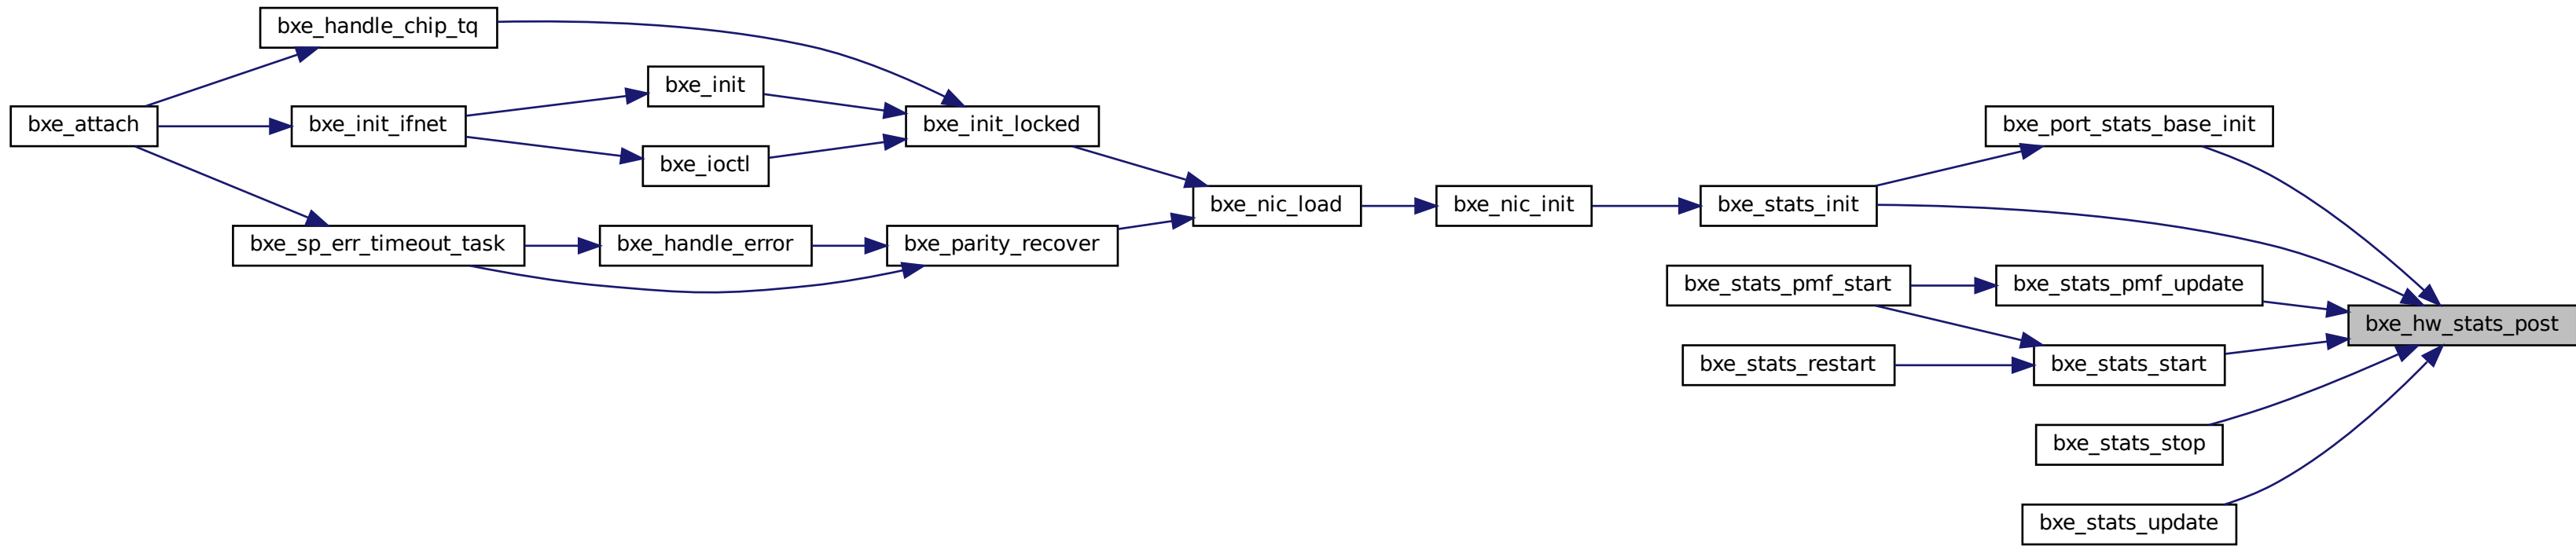 bxe_handle_chip_tq
bxe_init
bxe_attach
bxe_init_ifnet
bxe_init_locked
bxe_port_stats_base_init
bxe_ioctl
bxe_nic_load
bxe_nic_init
bxe_stats_init
bxe_sp_err_timeout_task
bxe_handle_error
bxe_parity_recover
bxe_stats_pmf_start
bxe_stats_pmf_update
bxe_hw_stats_post
bxe_stats_restart
bxe_stats_start
bxe_stats_stop
bxe_stats_update